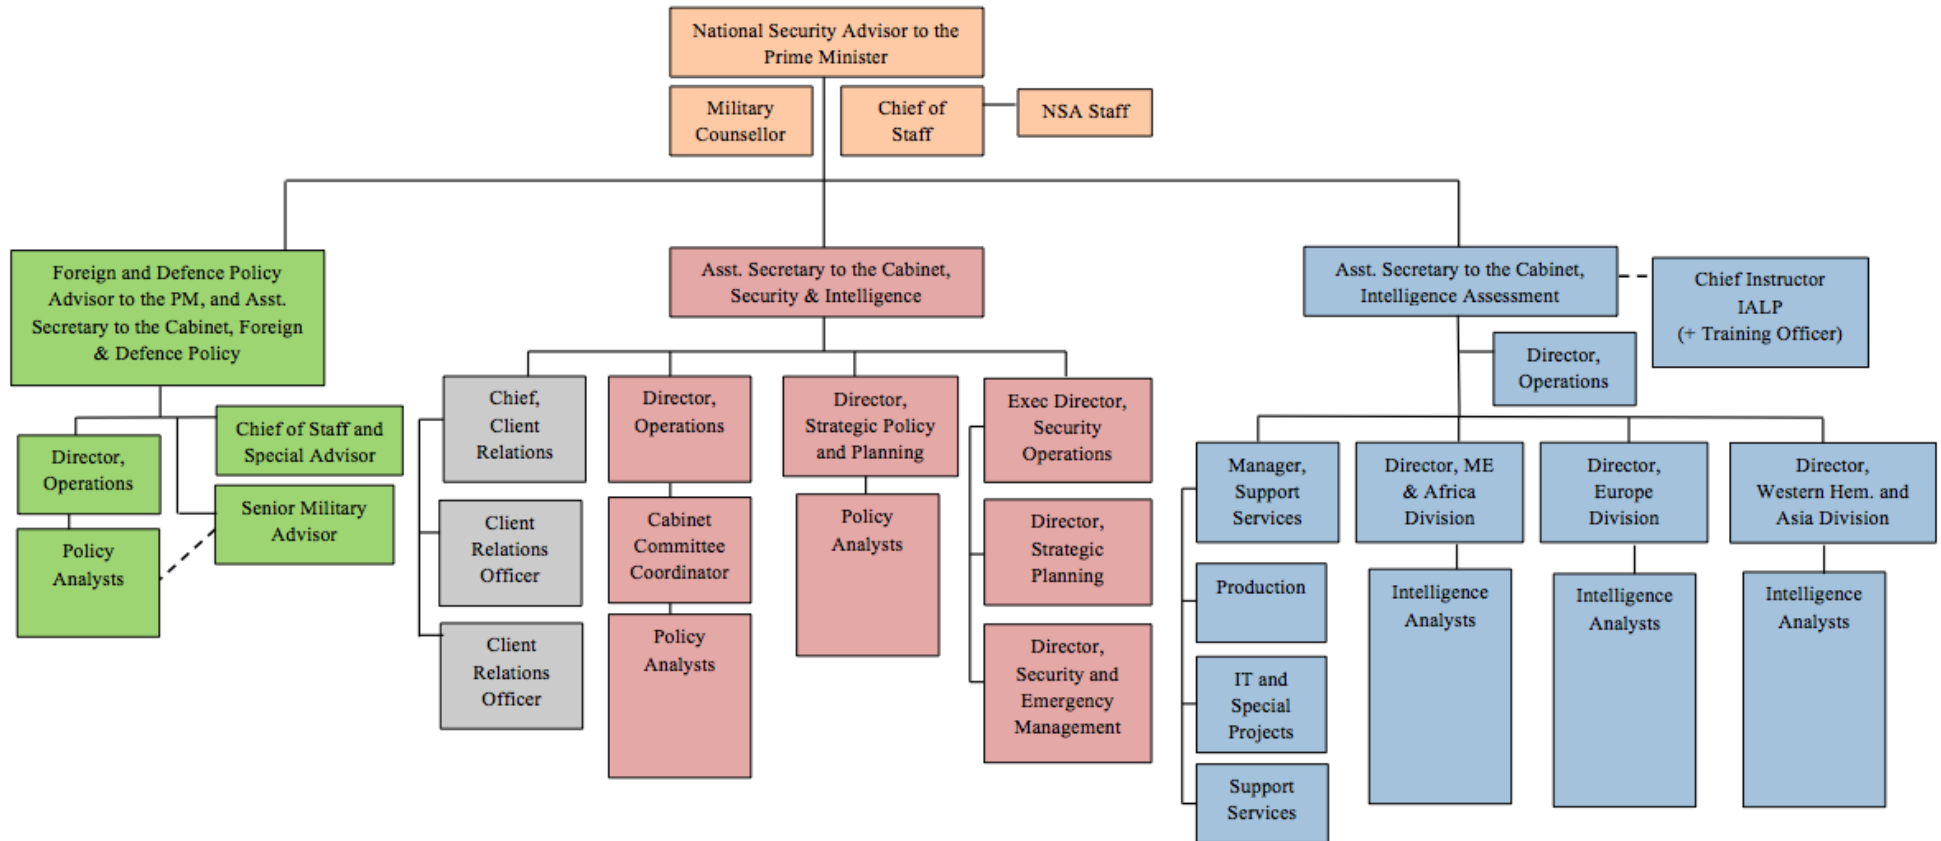 National Security Advisor to the
Prime Minister
Military
Counsellor
Chief of
Staff
NSA Staff
Foreign and Defence Policy
Advisor to the PM, and Asst.
Secretary to the Cabinet, Foreign
& Defence Policy
Director,
Operations
Policy
Analysts
Chief of Staff and
Special Advisor
Senior Military
Advisor
Asst. Secretary to the Cabinet,
Security & Intelligence
Chief,
Client
Relations
Client
Relations
Officer
Client
Relations
Officer
Director,
Operations
Cabinet
Committee
Coordinator
Policy
Analysts
Director,
Strategic Policy
and Planning
Policy
Analysts
Exec Director,
Security
Operations
Director,
Strategic
Planning
Director,
Security and
Emergency
Management
Asst. Secretary to the Cabinet,
Intelligence Assessment
Chief Instructor
IALP
(+ Training Officer)
Director,
Operations
Manager,
Support
Services
Production
IT and
Special
Projects
Support
Services
Director, ME
& Africa
Division
Intelligence
Analysts
Director,
Europe
Division
Intelligence
Analysts
Director,
Western Hem. and
Asia Division
Intelligence
Analysts